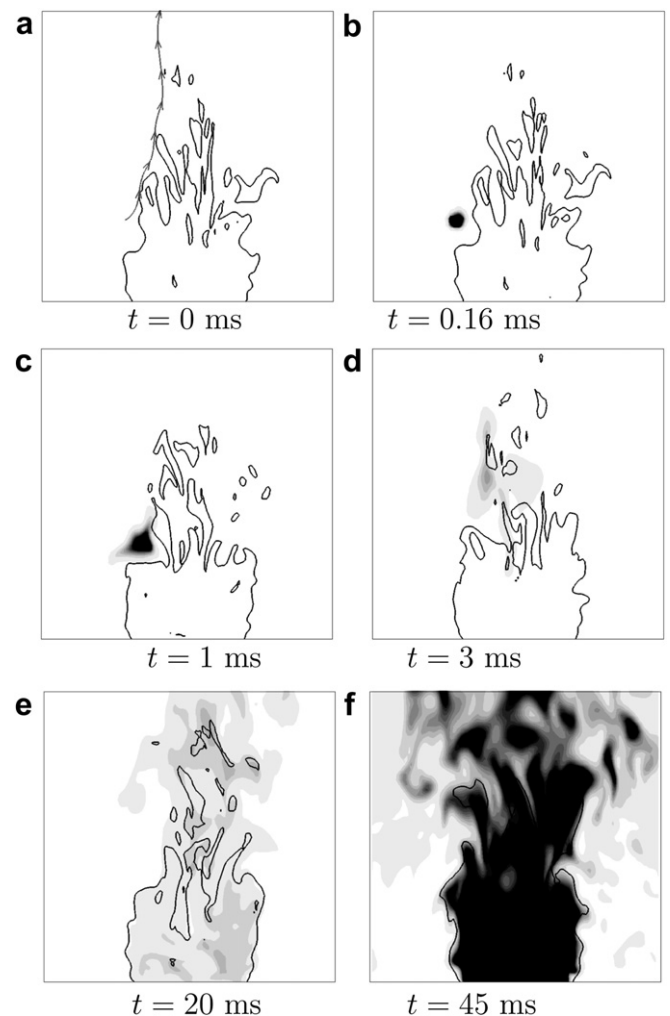 a
b
t = 0 ms
t = 0.16 ms
c
d
t = 1 ms
t = 3 ms
e
f
t = 20 ms
t = 45 ms